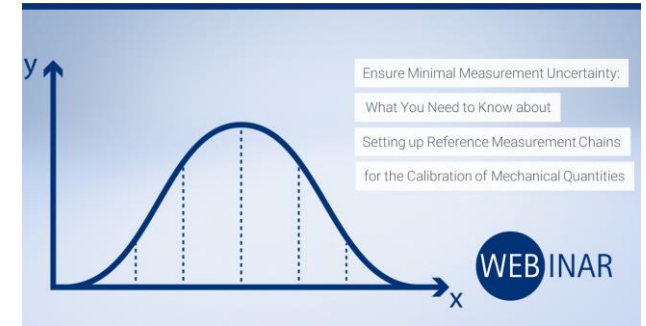 y
Ensure Minimal Measurement Uncertainty:
What You Need to Know about
Setting up Reference Measurement Chains
for the Calibration of Mechanical Quantities
WEBINAR
x